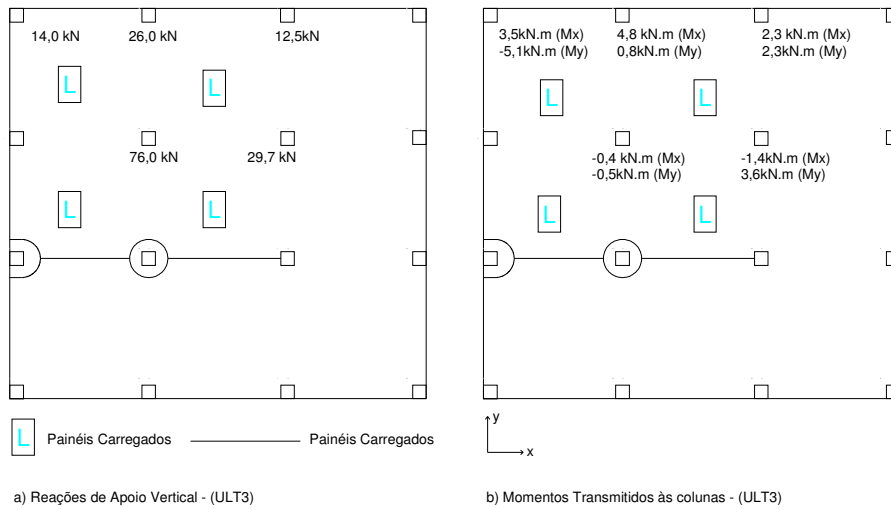 14,0 kN 26,0 kN 12,5kN
L L
76,0 kN 29,7 kN
L L
3,5kN.m (Mx) 4,8 kN.m (Mx) 2,3 kN.m (Mx)
-5,1kN.m (My) 0,8kN.m (My) 2,3kN.m (My)
L L
-0,4 kN.m (Mx) -1,4kN.m (Mx)
-0,5kN.m (My) 3,6kN.m (My)
L L
L Painéis Carregados Painéis Carregados
y
x
a) Reações de Apoio Vertical - (ULT3)
b) Momentos Transmitidos às colunas - (ULT3)